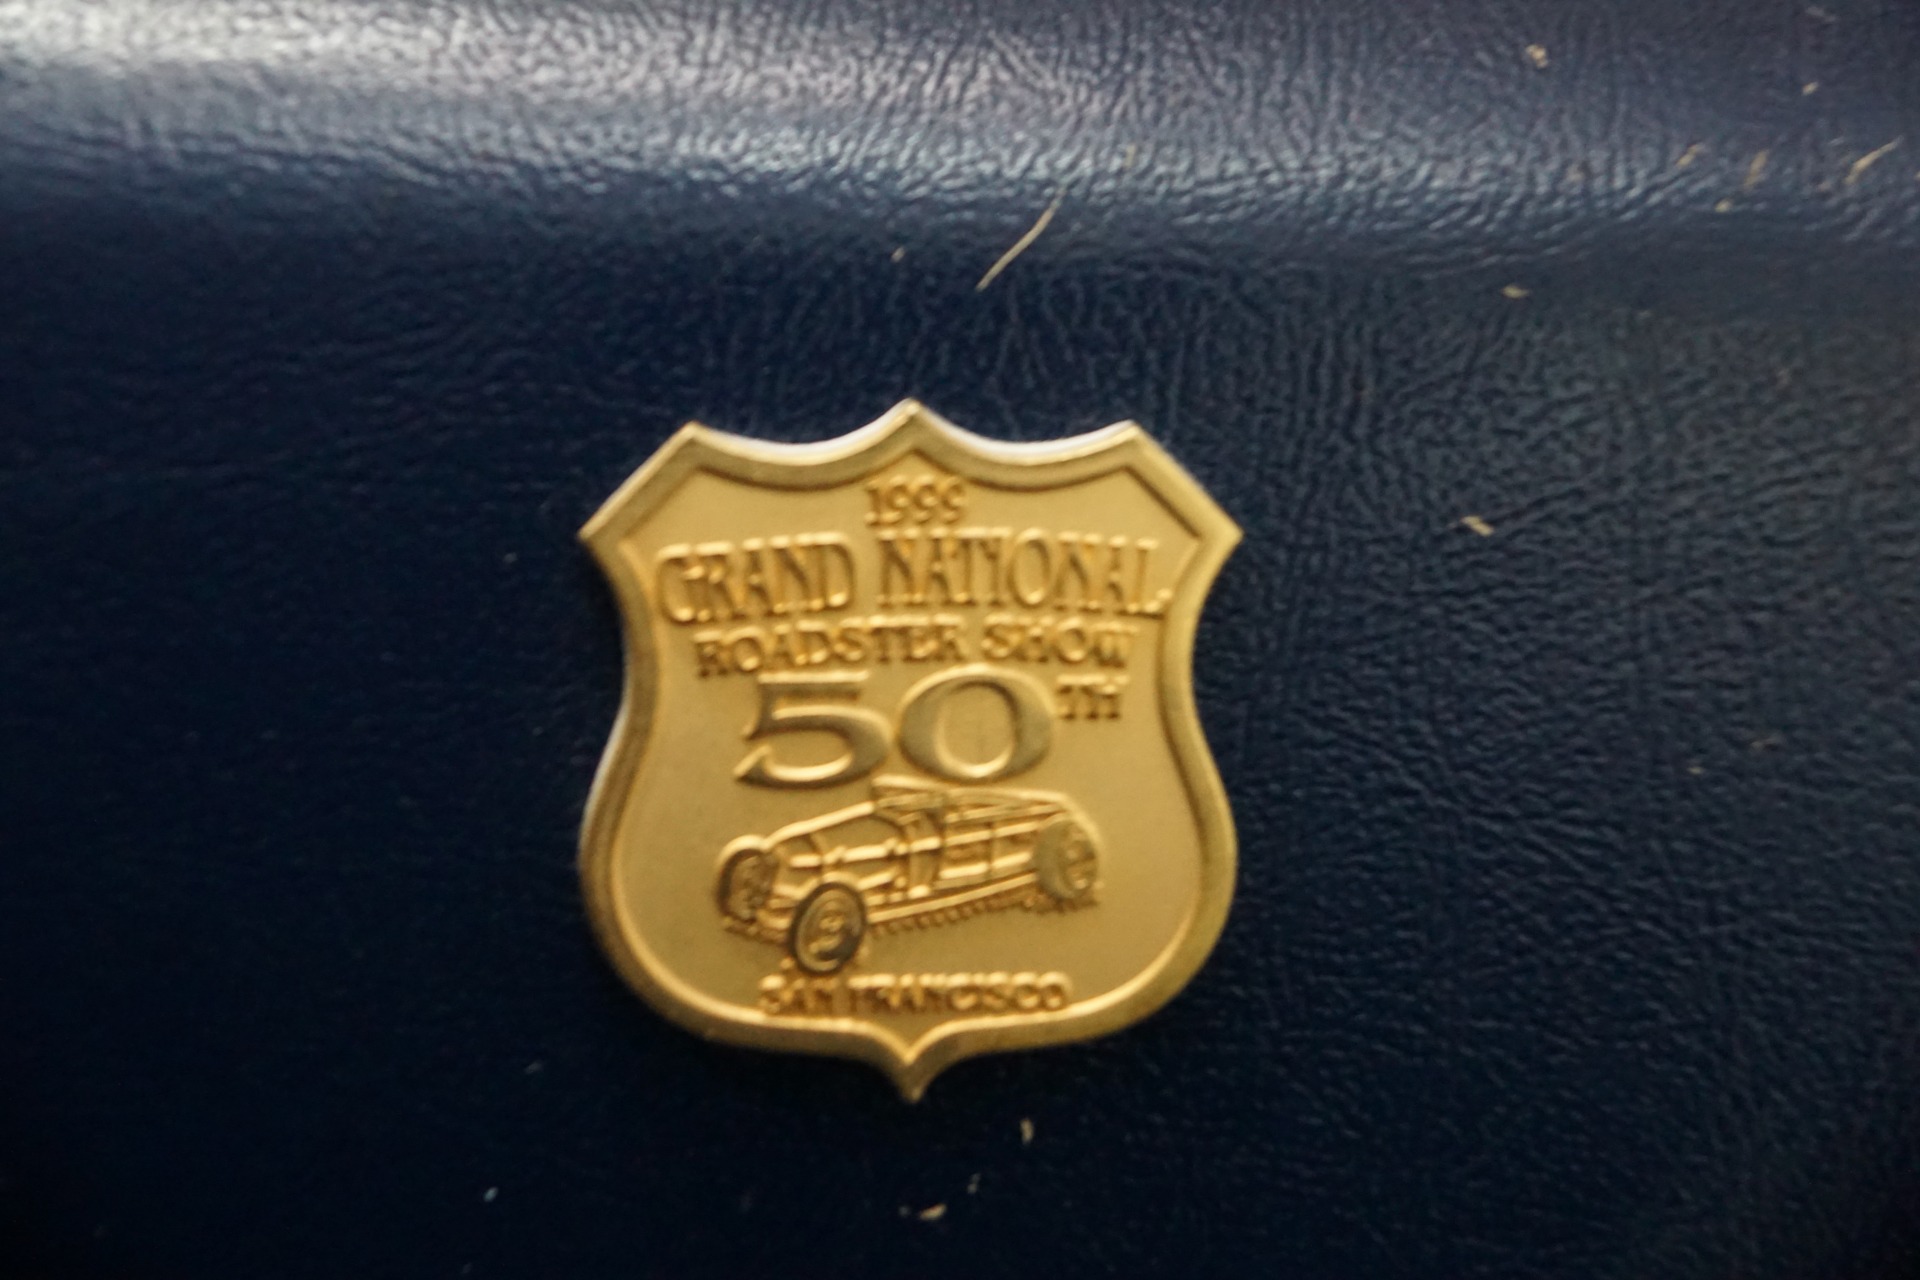 1999
GRAND NATIONAL
ROADSTER SHOW
50TH
SAN FRANCISCO